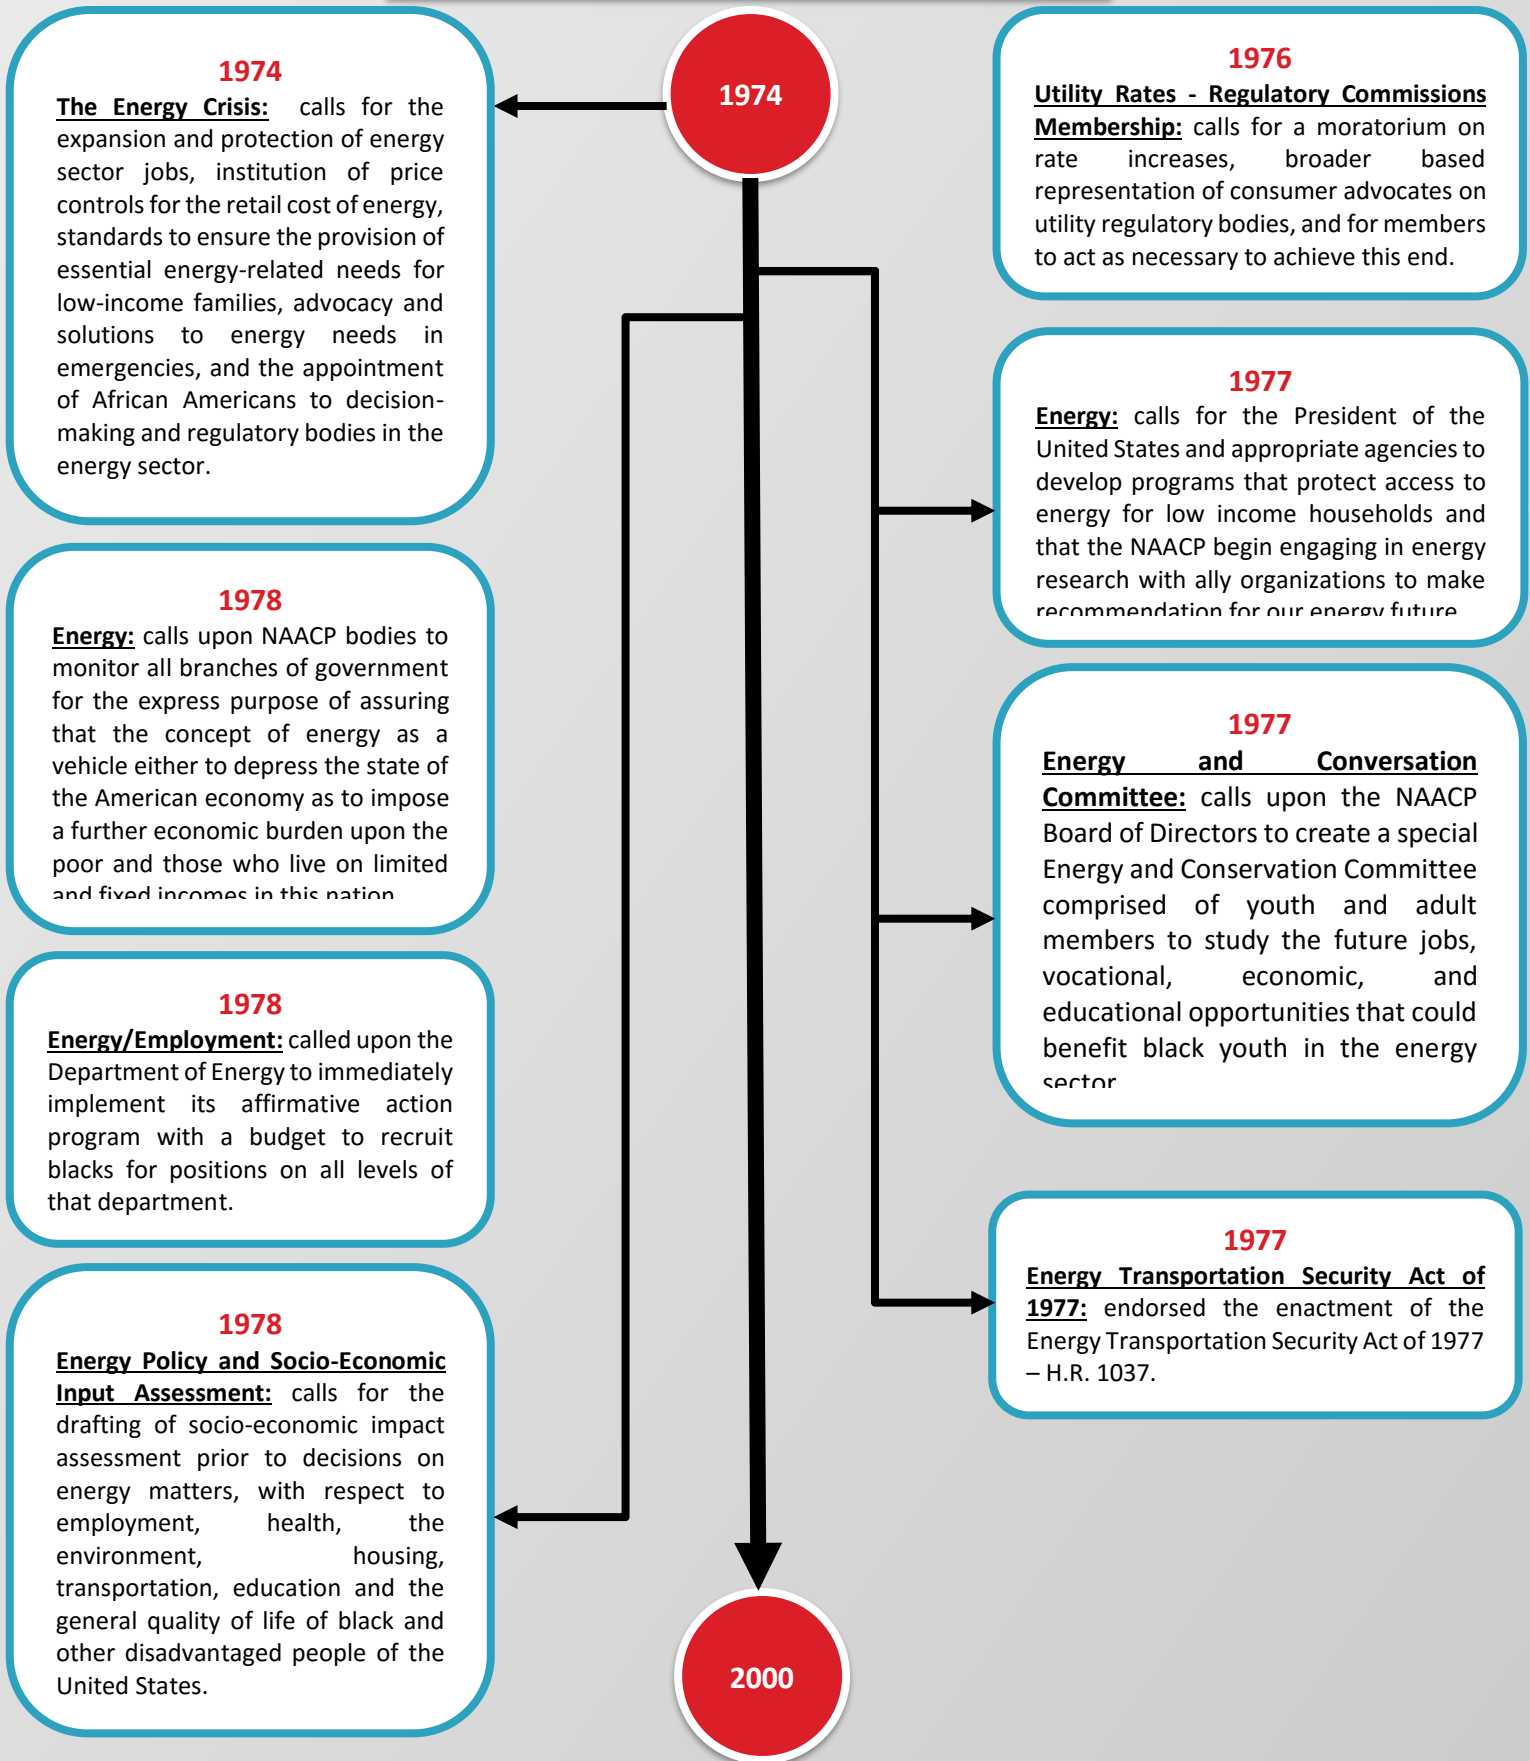 1974
1974
The Energy Crisis: calls for the
expansion and protection of energy
sector jobs, institution of price
controls for the retail cost of energy,
standards to ensure the provision of
essential energy-related needs for
low-income families, advocacy and
solutions to energy needs in
emergencies, and the appointment
of African Americans to decision-
making and regulatory bodies in the
energy sector.
1976
Utility Rates - Regulatory Commissions
Membership: calls for a moratorium on
rate increases, broader based
representation of consumer advocates on
utility regulatory bodies, and for members
to act as necessary to achieve this end.
1977
Energy: calls for the President of the
United States and appropriate agencies to
develop programs that protect access to
energy for low income households and
that the NAACP begin engaging in energy
research with ally organizations to make
recommendation for our energy future
1977
Energy and Conversation
Committee: calls upon the NAACP
Board of Directors to create a special
Energy and Conservation Committee
comprised of youth and adult
members to study the future jobs,
vocational, economic, and
educational opportunities that could
benefit black youth in the energy
sector
1977
Energy Transportation Security Act of
1977: endorsed the enactment of the
Energy Transportation Security Act of 1977
– H.R. 1037.
1978
Energy: calls upon NAACP bodies to
monitor all branches of government
for the express purpose of assuring
that the concept of energy as a
vehicle either to depress the state of
the American economy as to impose
a further economic burden upon the
poor and those who live on limited
and fixed incomes in this nation
1978
Energy/Employment: called upon the
Department of Energy to immediately
implement its affirmative action
program with a budget to recruit
blacks for positions on all levels of
that department.
1978
Energy Policy and Socio-Economic
Input Assessment: calls for the
drafting of socio-economic impact
assessment prior to decisions on
energy matters, with respect to
employment, health, the
environment, housing,
transportation, education and the
general quality of life of black and
other disadvantaged people of the
United States.
2000